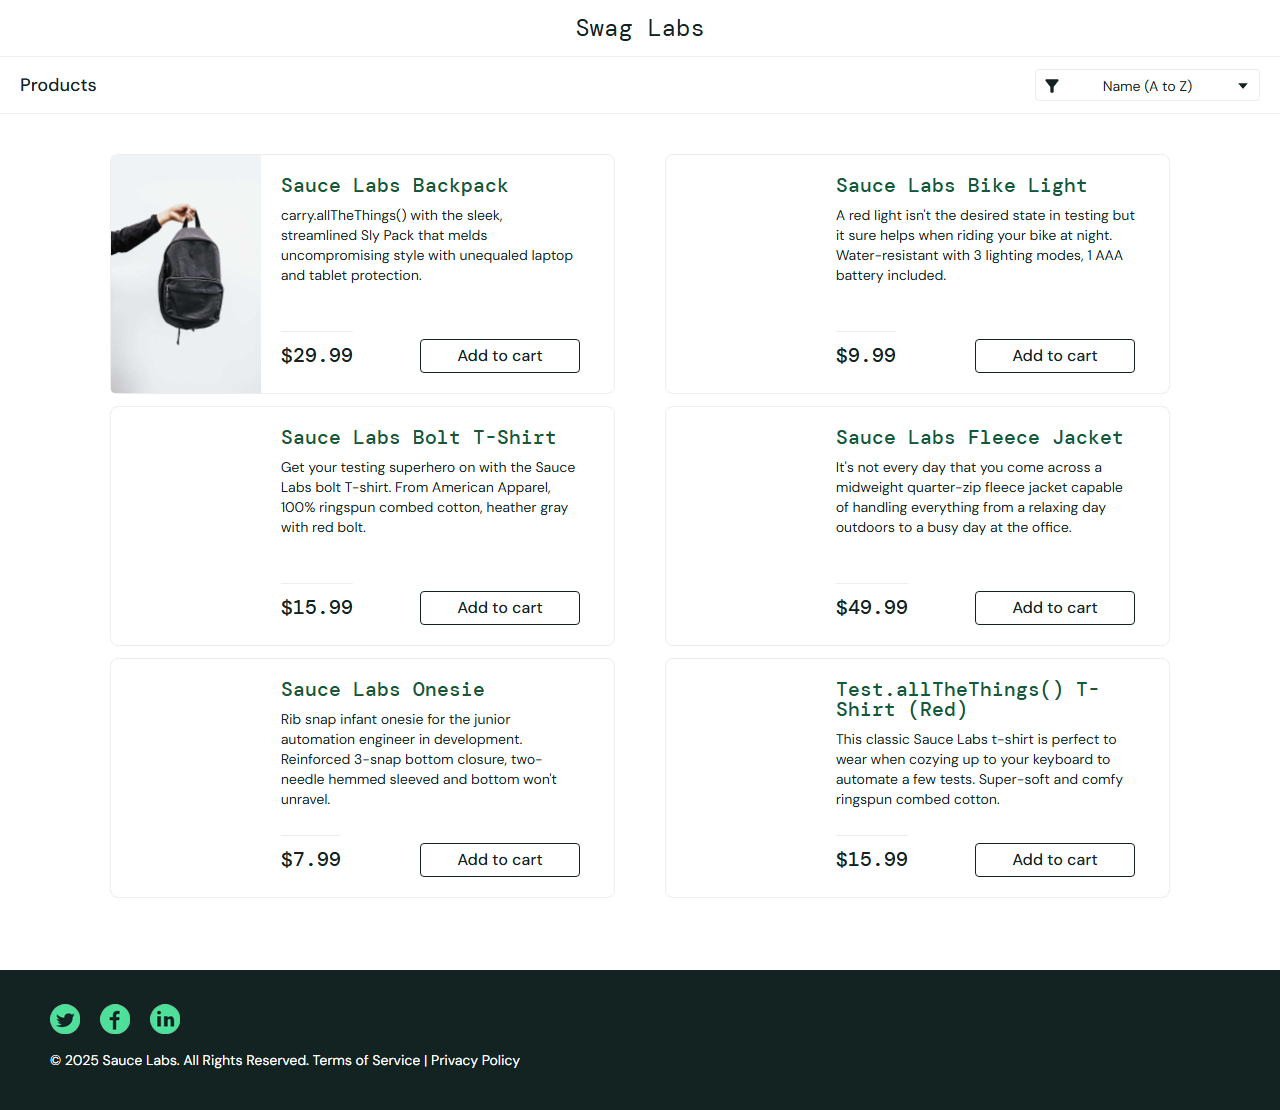 Swag Labs
Products
Name (A to Z)
Sauce Labs Backpack
carry.allTheThings() with the sleek,
streamlined Sly Pack that melds
uncompromising style with unequaled laptop
and tablet protection.
$29.99
Add to cart
Sauce Labs Bike Light
A red light isn't the desired state in testing but
it sure helps when riding your bike at night.
Water-resistant with 3 lighting modes, 1 AAA
battery included.
$9.99
Add to cart
Sauce Labs Bolt T-Shirt
Get your testing superhero on with the Sauce
Labs bolt T-shirt. From American Apparel,
100% ringspun combed cotton, heather gray
with red bolt.
$15.99
Add to cart
Sauce Labs Fleece Jacket
It's not every day that you come across a
midweight quarter-zip fleece jacket capable
of handling everything from a relaxing day
outdoors to a busy day at the office.
$49.99
Add to cart
Sauce Labs Onesie
Rib snap infant onesie for the junior
automation engineer in development.
Reinforced 3-snap bottom closure, two-
needle hemmed sleeved and bottom won't
unravel.
$7.99
Add to cart
Test.allTheThings() T-
Shirt (Red)
This classic Sauce Labs t-shirt is perfect to
wear when cozying up to your keyboard to
automate a few tests. Super-soft and comfy
ringspun combed cotton.
$15.99
Add to cart
© 2025 Sauce Labs. All Rights Reserved. Terms of Service | Privacy Policy